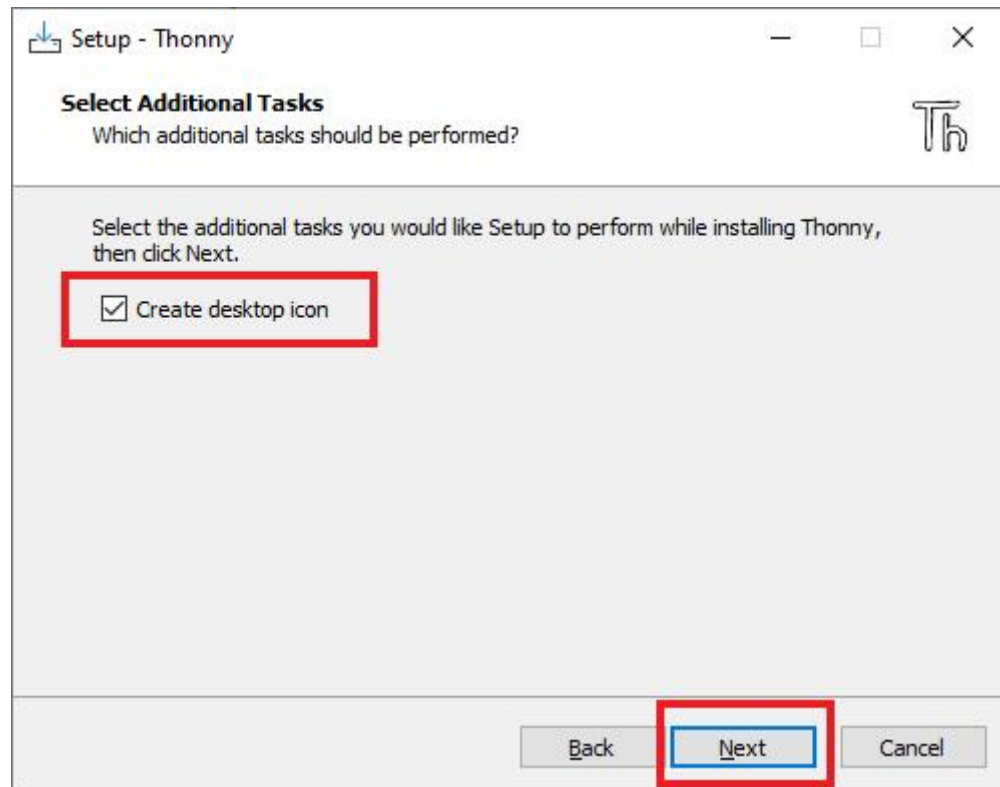 Setup - Thonny
Select Additional Tasks
Which additional tasks should be performed?
Th
Select the additional tasks you would like Setup to perform while installing Thonny,
then click Next.
Create desktop icon
Back
Next
Cancel